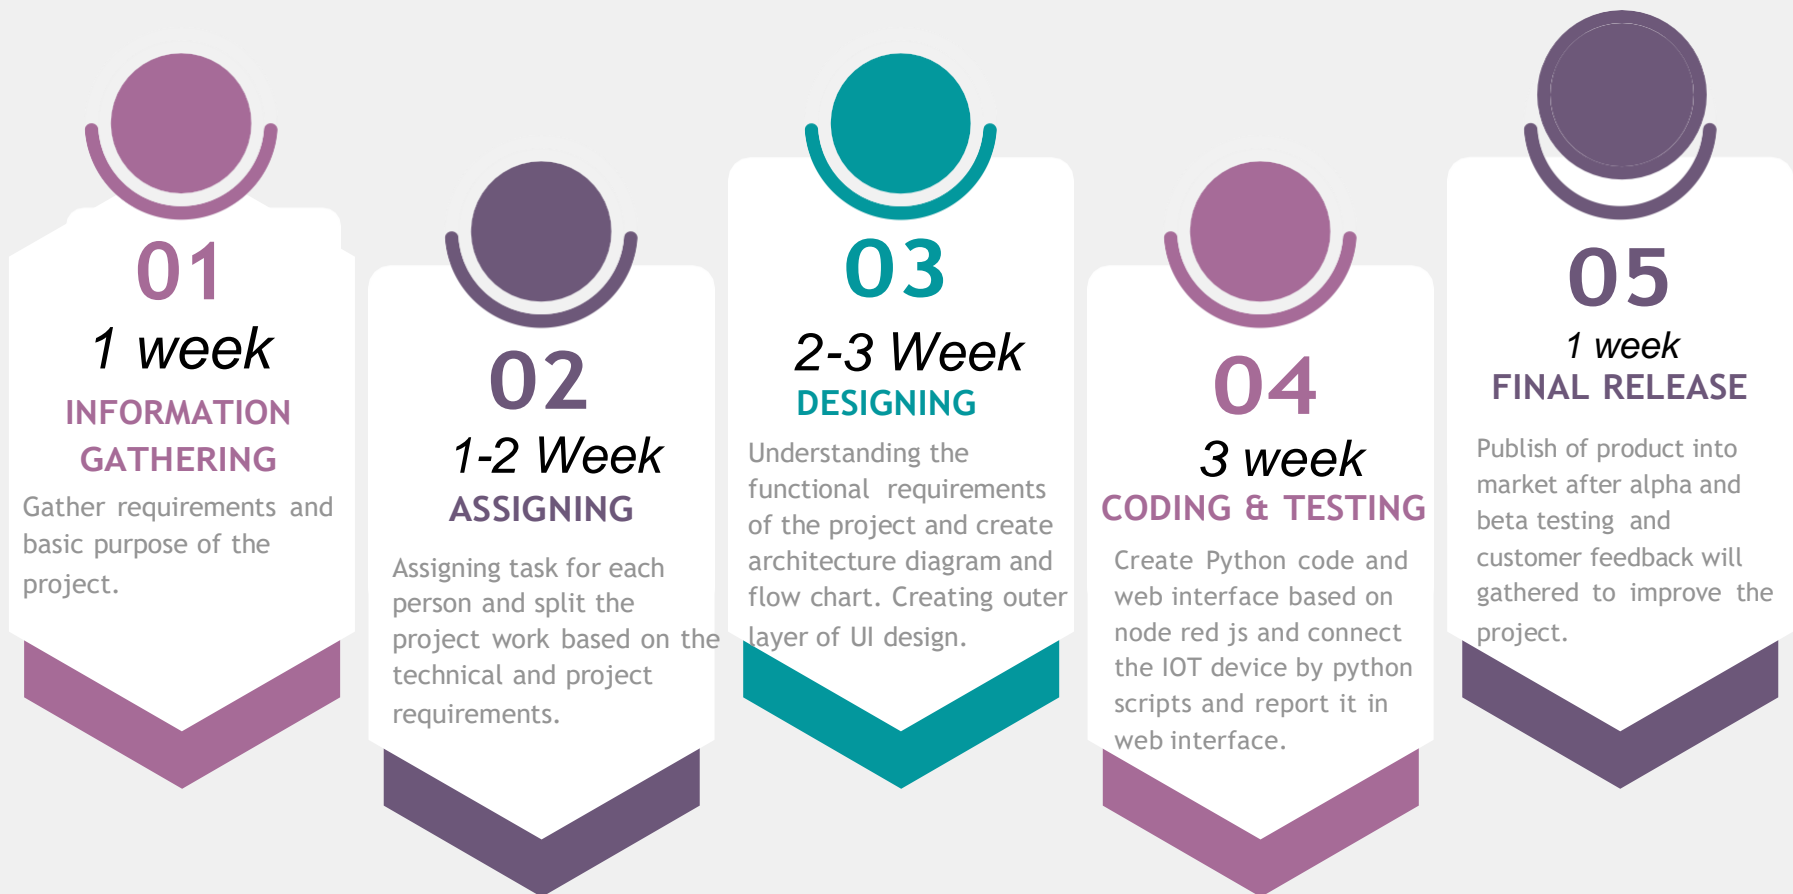 01
1 week
INFORMATION
GATHERING
Gather requirements and
basic purpose of the
project.
02
1-2 Week
ASSIGNING
Assigning task for each
person and split the
project work based on the
technical and project
requirements.
03
2-3 Week
DESIGNING
Understanding the
functional requirements
of the project and create
architecture diagram and
flow chart. Creating outer
layer of UI design.
04
3 week
CODING & TESTING
Create Python code and
web interface based on
node red js and connect
the IOT device by python
scripts and report it in
web interface.
05
1 week
FINAL RELEASE
Publish of product into
market after alpha and
beta testing and
customer feedback will
gathered to improve the
project.